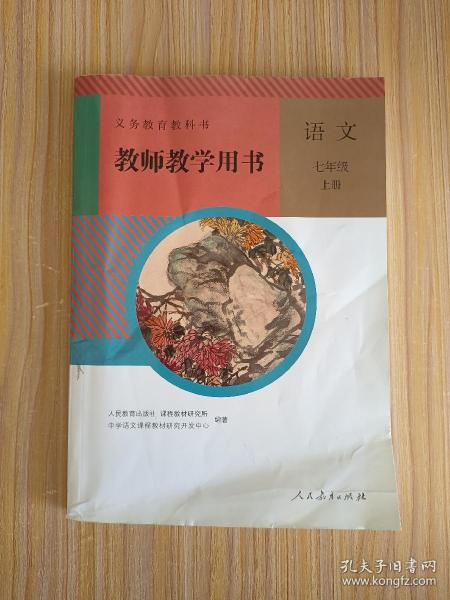 义务教育教科书
教师教学用书
语文
七年级
上册
人民教育出版社 课程教材研究所
中学语文课程教材研究开发中心
编著
人民教育出版社
孔夫子旧书网
www.kongfz.com